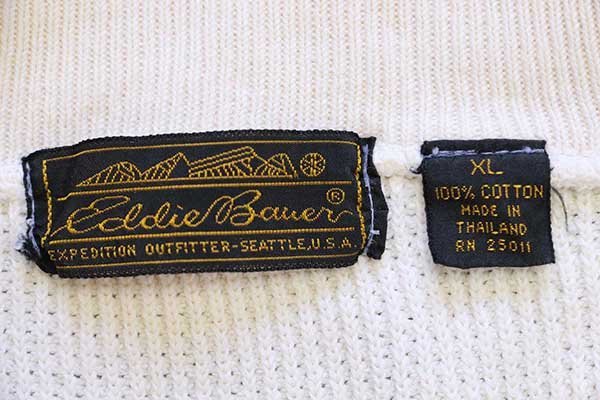 Eddie Bauer®
EXPEDITION OUTFITTER-SEATTLE, U.S.A.
XL
100% COTTON
MADE IN
THAILAND
RN 25011